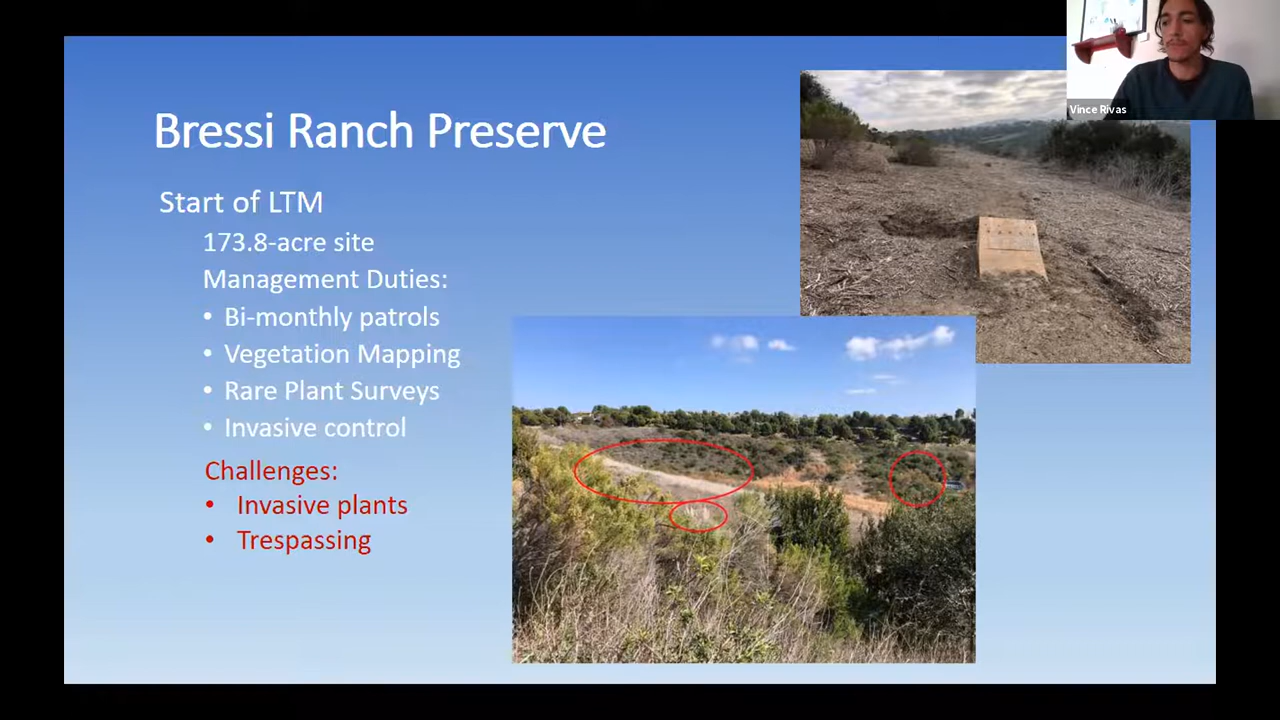 Bressi Ranch Preserve
Start of LTM
173.8-acre site
Management Duties:
• Bi-monthly patrols
• Vegetation Mapping
• Rare Plant Surveys
• Invasive control
Challenges:
• Invasive plants
• Trespassing
Vince Rivas